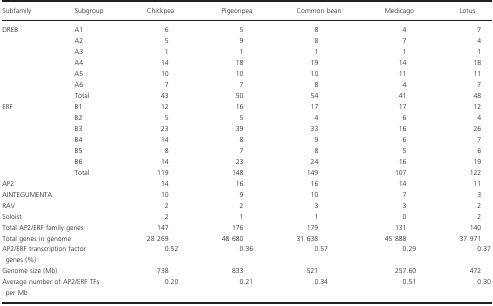 Subfamily Subgroup Chickpea Pigeonpea Common bean Medicago Lotus
DREB A1 6 5 8 4 7
A2 5 9 8 7 4
A3 1 1 1 1 1
A4 14 18 19 14 18
A5 10 10 10 11 11
A6 7 7 8 4 7
Total 43 50 54 41 48
ERF B1 12 16 17 17 12
B2 5 5 4 6 4
B3 23 39 33 16 26
B4 14 8 9 6 7
B5 8 7 8 5 6
B6 14 23 24 16 19
Total 119 148 149 107 122
AP2 14 16 16 14 11
AINTEGUMENTA 10 9 10 7 3
RAV 2 2 3 3 2
Soloist 2 1 1 0 2
Total AP2/ERF family genes 147 176 179 131 140
Total genes in genome 28 269 48 680 31 638 45 888 37 971
AP2/ERF transcription factor 0.52 0.36 0.57 0.29 0.37
genes (%)
Genome size (Mb) 738 833 521 257.60 472
Average number of AP2/ERF TFs 0.20 0.21 0.34 0.51 0.30
per Mb